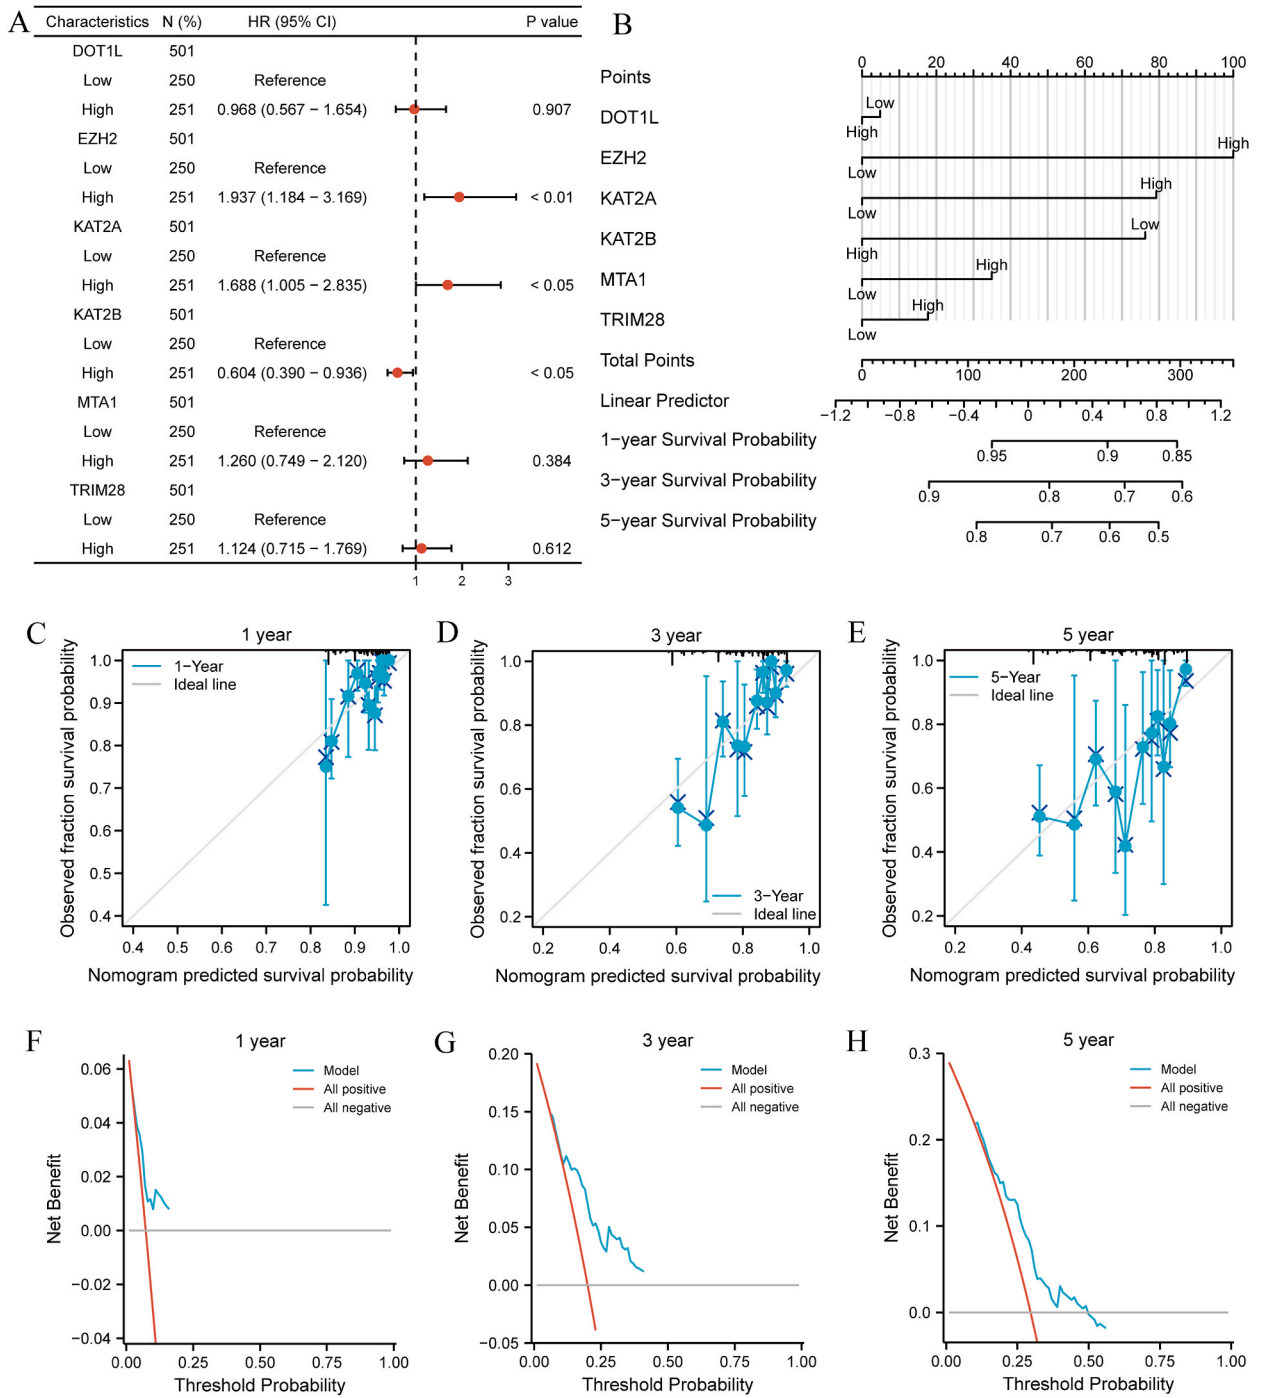 A
Characteristics N (%) HR (95% CI) P value
DOT1L 501
Low 250 Reference
High 251 0.968 (0.567 − 1.654) 0.907
EZH2 501
Low 250 Reference
High 251 1.937 (1.184 − 3.169) < 0.01
KAT2A 501
Low 250 Reference
High 251 1.688 (1.005 − 2.835) < 0.05
KAT2B 501
Low 250 Reference
High 251 0.604 (0.390 − 0.936) < 0.05
MTA1 501
Low 250 Reference
High 251 1.260 (0.749 − 2.120) 0.384
TRIM28 501
Low 250 Reference
High 251 1.124 (0.715 − 1.769) 0.612
1 2 3
B
Points 0 20 40 60 80 100
DOT1L Low
High
EZH2 High
Low
KAT2A High
Low
KAT2B Low
High
MTA1 High
Low
TRIM28 High
Low
Total Points
0 100 200 300
Linear Predictor
−1.2 −0.8 −0.4 0 0.4 0.8 1.2
1−year Survival Probability
0.95 0.9 0.85
3−year Survival Probability
0.9 0.8 0.7 0.6
5−year Survival Probability
0.8 0.7 0.6 0.5
C
1 year
1−Year
Ideal line
Observed fraction survival probability
1.0
0.9
0.8
0.7
0.6
0.5
0.4
0.4 0.5 0.6 0.7 0.8 0.9 1.0
Nomogram predicted survival probability
D
3 year
Observed fraction survival probability
1.0
0.8
0.6
0.4
0.2
3−Year
Ideal line
0.2 0.4 0.6 0.8 1.0
Nomogram predicted survival probability
E
5 year
5−Year
Ideal line
Observed fraction survival probability
1.0
0.8
0.6
0.4
0.2
0.2 0.4 0.6 0.8 1.0
Nomogram predicted survival probability
F
1 year
Model
All positive
All negative
Net Benefit
0.06
0.04
0.02
0.00
−0.02
−0.04
0.00 0.25 0.50 0.75 1.00
Threshold Probability
G
3 year
Model
All positive
All negative
Net Benefit
0.20
0.15
0.10
0.05
0.00
−0.05
0.00 0.25 0.50 0.75 1.00
Threshold Probability
H
5 year
Model
All positive
All negative
Net Benefit
0.3
0.2
0.1
0.0
0.00 0.25 0.50 0.75 1.00
Threshold Probability